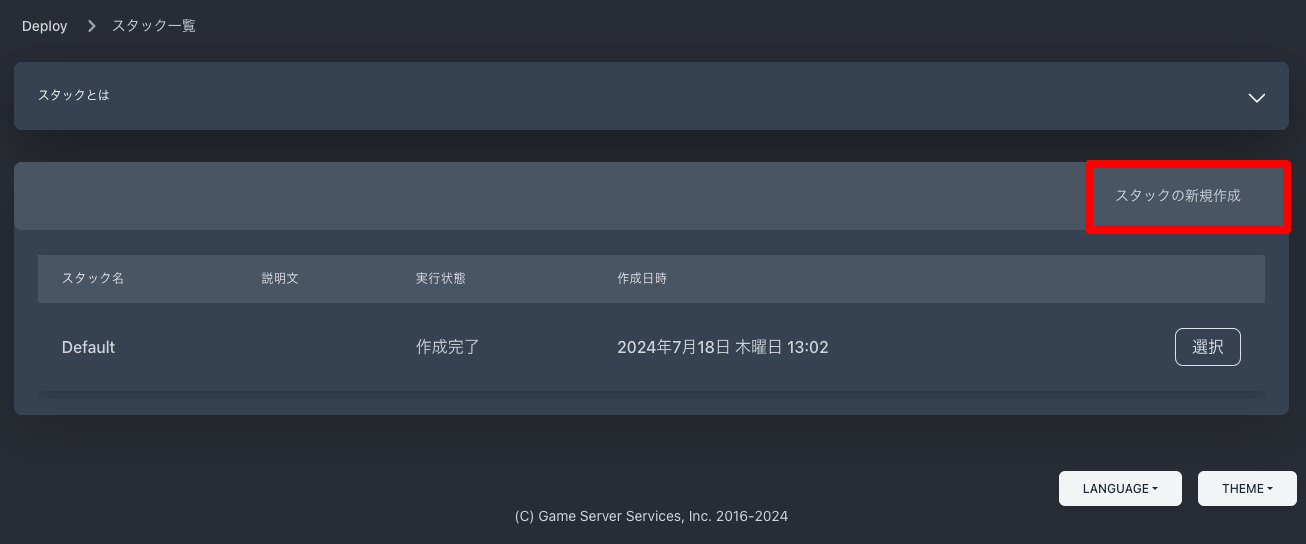 Deploy > スタック一覧
スタックとは
スタックの新規作成
スタック名 説明文 実行状態 作成日時
Default 作成完了 2024年7月18日 木曜日 13:02 選択
LANGUAGE THEME
(C) Game Server Services, Inc. 2016-2024